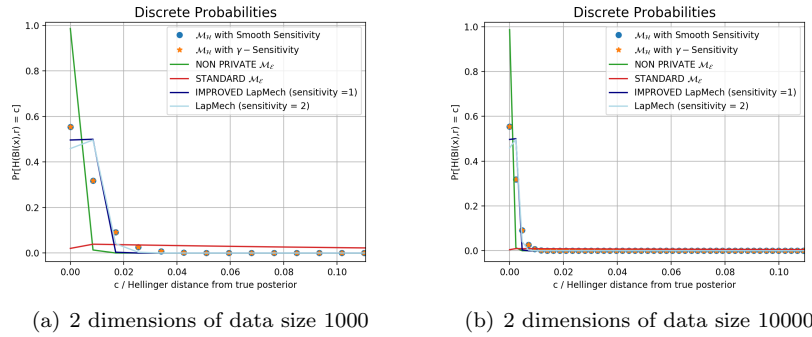 Discrete Probabilities
Pr[H(BI(x),r) = c]
1.0
0.8
0.6
0.4
0.2
0.0
0.00 0.02 0.04 0.06 0.08 0.10
c / Hellinger distance from true posterior
ℳ_ℋ with Smooth Sensitivity
ℳ_ℋ with γ − Sensitivity
NON PRIVATE ℳ_ℰ
STANDARD ℳ_ℰ
IMPROVED LapMech (sensitivity =1)
LapMech (sensitivity = 2)
(a) 2 dimensions of data size 1000
Discrete Probabilities
Pr[H(BI(x),r) = c]
1.0
0.8
0.6
0.4
0.2
0.0
0.00 0.02 0.04 0.06 0.08 0.10
c / Hellinger distance from true posterior
ℳ_ℋ with Smooth Sensitivity
ℳ_ℋ with γ − Sensitivity
NON PRIVATE ℳ_ℰ
STANDARD ℳ_ℰ
IMPROVED LapMech (sensitivity =1)
LapMech (sensitivity = 2)
(b) 2 dimensions of data size 10000